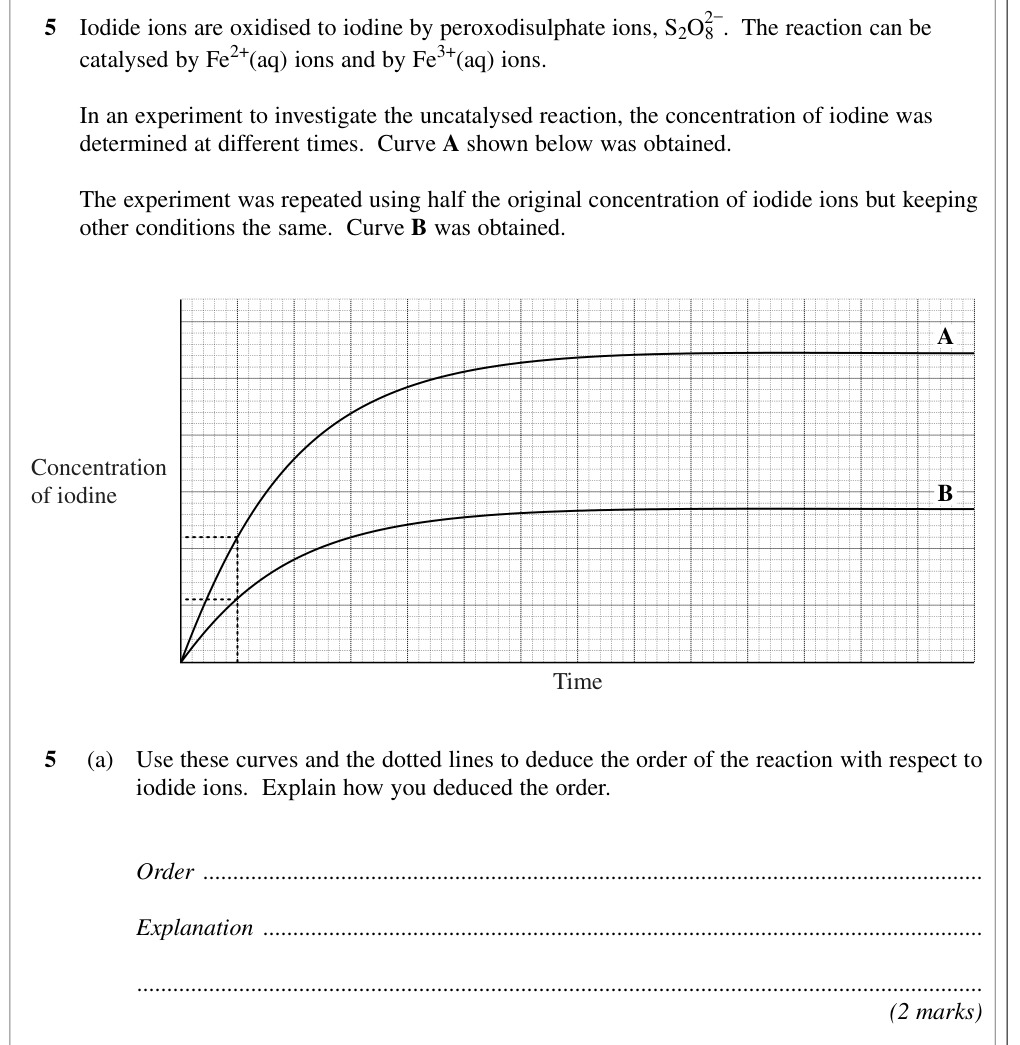 5 Iodide ions are oxidised to iodine by peroxodisulphate ions, S₂O₈²⁻. The reaction can be
catalysed by Fe²⁺(aq) ions and by Fe³⁺(aq) ions.
In an experiment to investigate the uncatalysed reaction, the concentration of iodine was
determined at different times. Curve A shown below was obtained.
The experiment was repeated using half the original concentration of iodide ions but keeping
other conditions the same. Curve B was obtained.
A
Concentration
of iodine
B
Time
5 (a) Use these curves and the dotted lines to deduce the order of the reaction with respect to
iodide ions. Explain how you deduced the order.
Order ..........
Explanation ..........
..........
(2 marks)